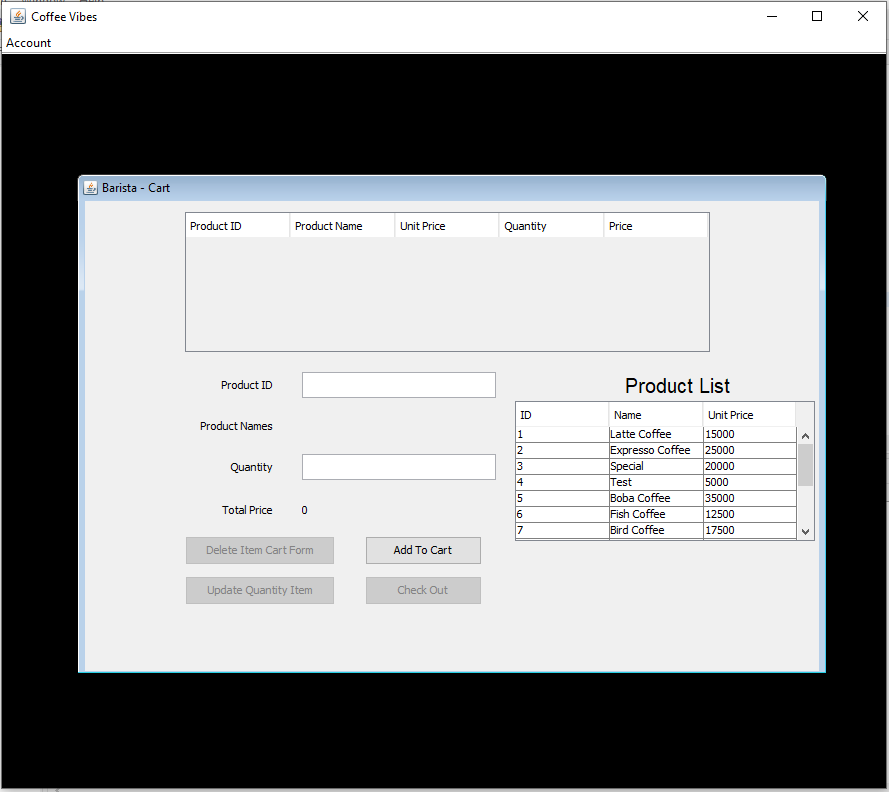 Coffee Vibes
Account
Barista - Cart
Product ID Product Name Unit Price Quantity Price
Product ID
Product Names
Quantity
Total Price 0
Delete Item Cart Form Add To Cart
Update Quantity Item Check Out
Product List
ID Name Unit Price
1 Latte Coffee 15000
2 Expresso Coffee 25000
3 Special 20000
4 Test 5000
5 Boba Coffee 35000
6 Fish Coffee 12500
7 Bird Coffee 17500